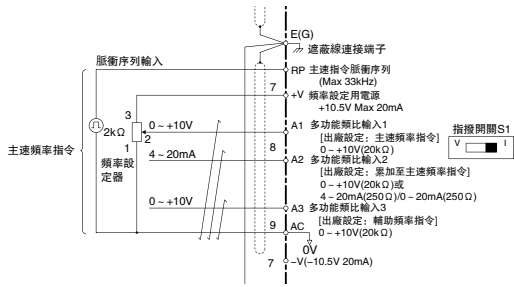 E(G)
遮蔽線連接端子
脈衝序列輸入
RP 主速指令脈衝序列
(Max 33kHz)
7
+V 頻率設定用電源
+10.5V Max 20mA
3
2kΩ
2
1
0~+10V
A1 多功能類比輸入1
[出廠設定:主速頻率指令]
0~+10V(20kΩ)
指撥開關S1
V I
主速頻率指令
頻率設
定器
4~20mA
8
A2 多功能類比輸入2
[出廠設定:累加至主速頻率指令]
0~+10V(20kΩ)或
4~20mA(250Ω)/0~20mA(250Ω)
0~+10V
A3 多功能類比輸入3
[出廠設定:輔助頻率指令]
0~+10V(20kΩ)
9
AC
0V
7
-V(-10.5V 20mA)